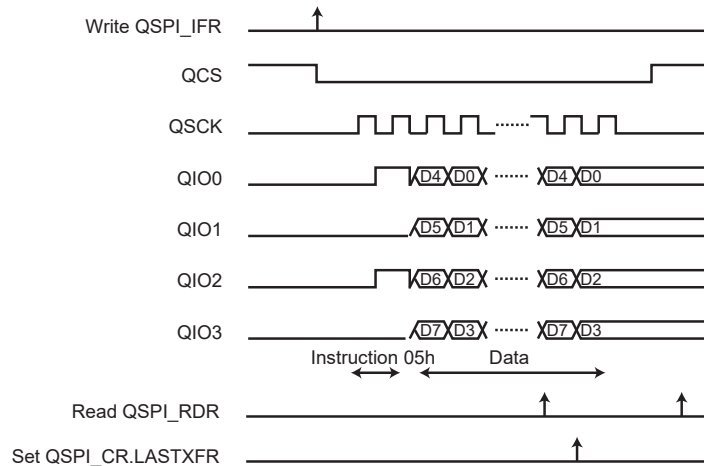 Write QSPI_IFR
QCS
QSCK
QIO0 D4 D0 D4 D0
QIO1 D5 D1 D5 D1
QIO2 D6 D2 D6 D2
QIO3 D7 D3 D7 D3
Instruction 05h Data
Read QSPI_RDR
Set QSPI_CR.LASTXFR